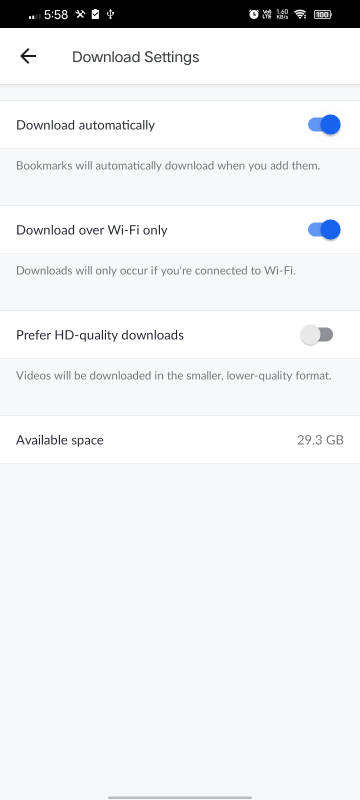 5:58 Vo LTE 1.60 KB/s 100
Download Settings
Download automatically
Bookmarks will automatically download when you add them.
Download over Wi-Fi only
Downloads will only occur if you're connected to Wi-Fi.
Prefer HD-quality downloads
Videos will be downloaded in the smaller, lower-quality format.
Available space 29.3 GB